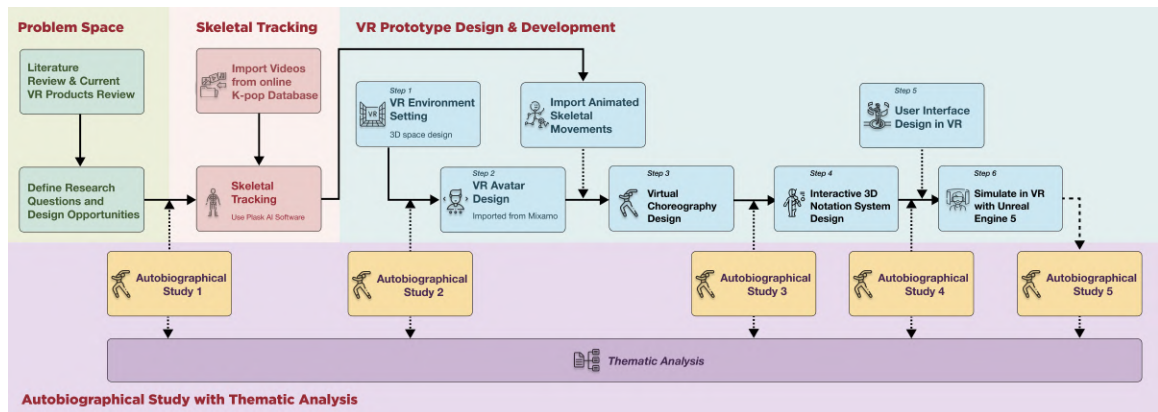 Problem Space
Skeletal Tracking
VR Prototype Design & Development
Literature
Review & Current
VR Products Review
Import Videos
from online
K-pop Database
Step 1
VR Environment
Setting
3D space design
VR
Import Animated
Skeletal
Movements
Step 5
User Interface
Design in VR
Define Research
Questions and
Design Opportunities
Skeletal
Tracking
Use Plask AI Software
Step 2
VR Avatar
Design
Imported from Mixamo
Step 3
Virtual
Choreography
Design
Step 4
Interactive 3D
Notation System
Design
Step 6
Simulate in VR
with Unreal
Engine 5
Autobiographical
Study 1
Autobiographical
Study 2
Autobiographical
Study 3
Autobiographical
Study 4
Autobiographical
Study 5
Thematic Analysis
Autobiographical Study with Thematic Analysis